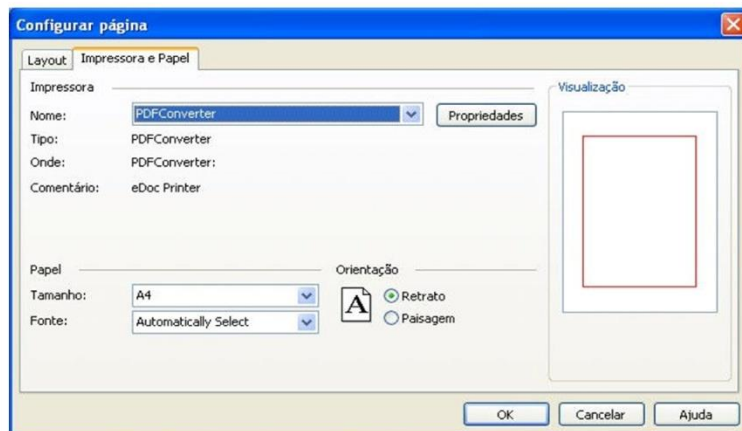 Configurar página
Layout Impressora e Papel
Impressora
Nome: PDFConverter Propriedades
Tipo: PDFConverter
Onde: PDFConverter:
Comentário: eDoc Printer
Visualização
Papel
Tamanho: A4
Fonte: Automatically Select
Orientação
A
Retrato
Paisagem
OK Cancelar Ajuda